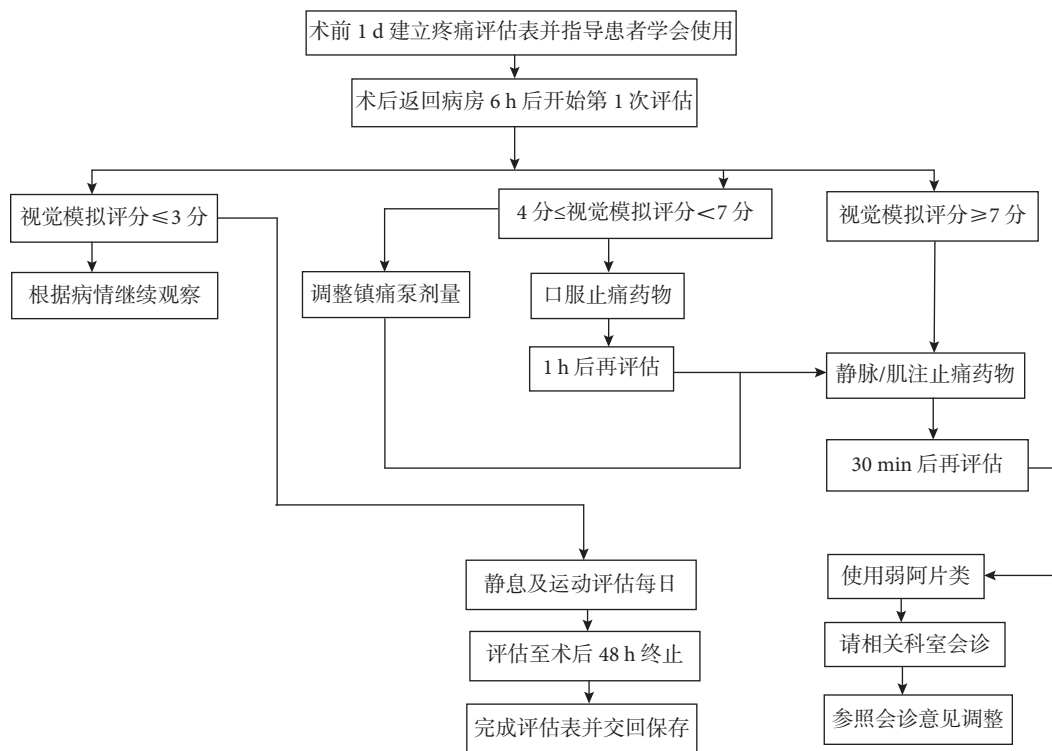 术前 1 d 建立疼痛评估表并指导患者学会使用
术后返回病房 6 h 后开始第 1 次评估
视觉模拟评分≤3 分
4 分≤视觉模拟评分<7 分
视觉模拟评分≥7 分
根据病情继续观察
调整镇痛泵剂量
口服止痛药物
1 h 后再评估
静脉/肌注止痛药物
30 min 后再评估
静息及运动评估每日
使用弱阿片类
评估至术后 48 h 终止
请相关科室会诊
完成评估表并交回保存
参照会诊意见调整